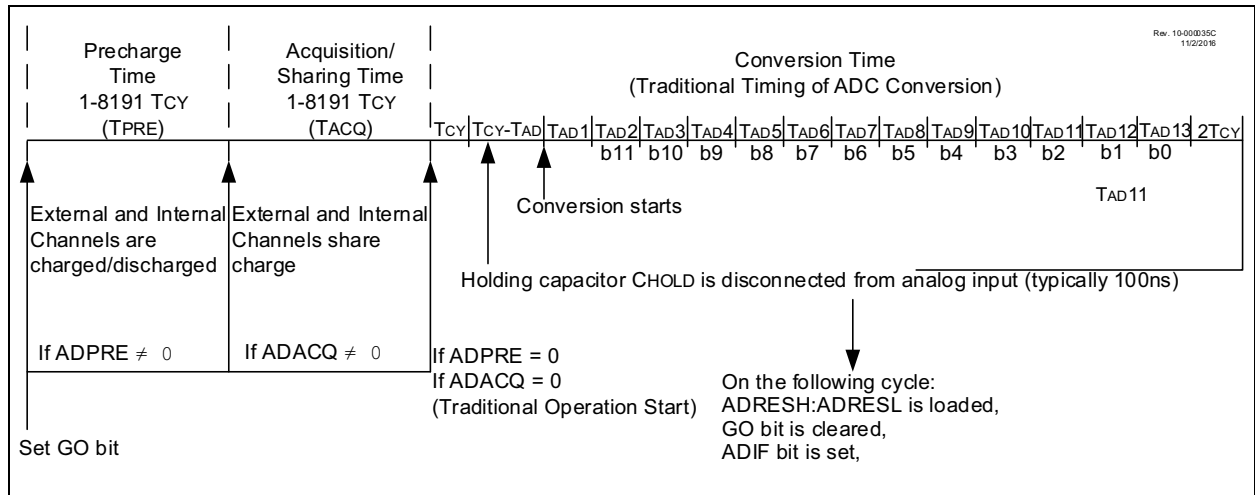 Rev. 10-000035C
11/2/2016
Precharge
Time
1-8191 TCY
(TPRE)
Acquisition/
Sharing Time
1-8191 TCY
(TACQ)
Conversion Time
(Traditional Timing of ADC Conversion)
TCY TCY-TAD TAD1 TAD2 TAD3 TAD4 TAD5 TAD6 TAD7 TAD8 TAD9 TAD10 TAD11 TAD12 TAD13 2TCY
b11 b10 b9 b8 b7 b6 b5 b4 b3 b2 b1 b0
TAD11
External and Internal
Channels are
charged/discharged
External and Internal
Channels share
charge
Conversion starts
Holding capacitor CHOLD is disconnected from analog input (typically 100ns)
If ADPRE ≠ 0
If ADACQ ≠ 0
If ADPRE = 0
If ADACQ = 0
(Traditional Operation Start)
On the following cycle:
ADRESH:ADRESL is loaded,
GO bit is cleared,
ADIF bit is set,
Set GO bit